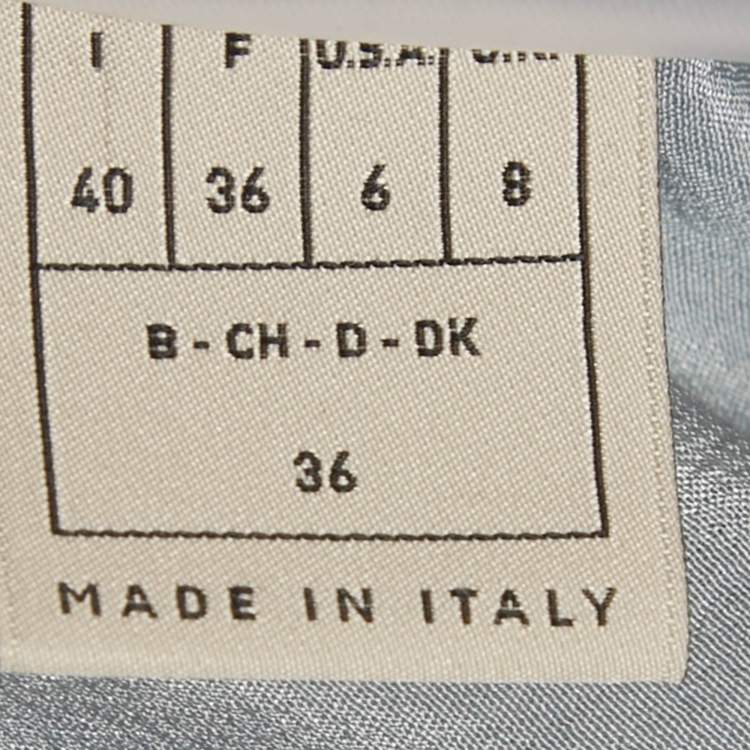 I F U.S.A. U.K.
40 36 6 8
B - CH - D - DK
36
MADE IN ITALY